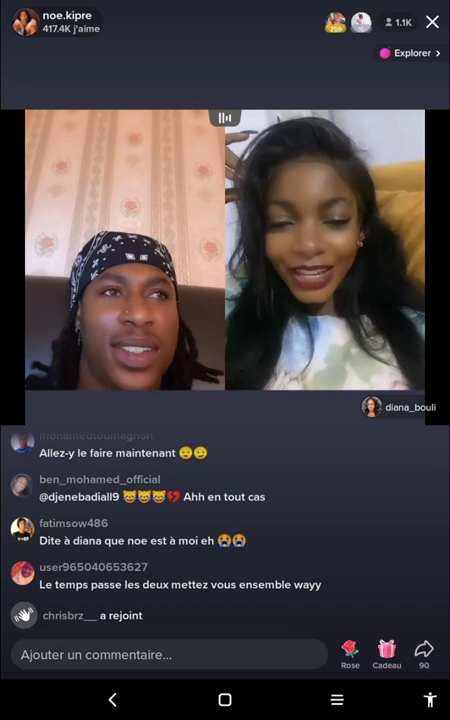 noe.kipre
417.4K j'aime
1.1K
Explorer
diana_bouli
mohamedtoumagnon
Allez-y le faire maintenant 😌😏
ben_mohamed_official
@djenebadiall9 😹😹😹💔 Ahh en tout cas
fatimsow486
Dite à diana que noe est à moi eh 😭😭
user965040653627
Le temps passe les deux mettez vous ensemble wayy
chrisbrz__ a rejoint
Ajouter un commentaire...
Rose
Cadeau
90